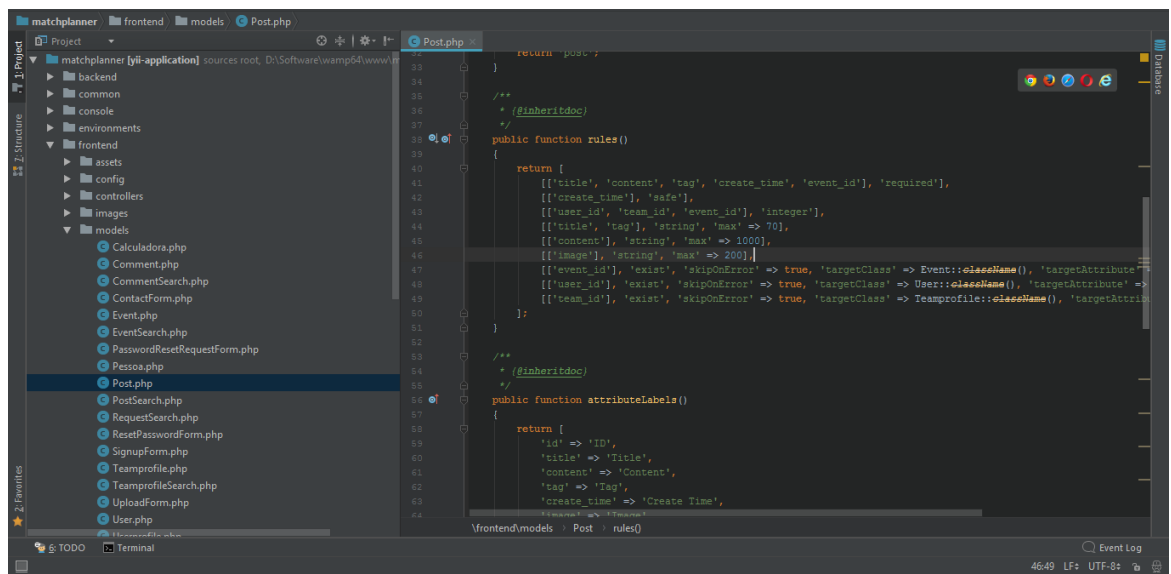 matchplanner frontend models Post.php
1: Project
Z: Structure
2: Favorites
Project
matchplanner [yii-application] sources root, D:\Software\wamp64\www\m
backend
common
console
environments
frontend
assets
config
controllers
images
models
Calculadora.php
Comment.php
CommentSearch.php
ContactForm.php
Event.php
EventSearch.php
PasswordResetRequestForm.php
Pessoa.php
Post.php
PostSearch.php
RequestSearch.php
ResetPasswordForm.php
SignupForm.php
Teamprofile.php
TeamprofileSearch.php
UploadForm.php
User.php
Userprofile.php
Post.php
32 return 'post';
33 }
34
35 /**
36 * {@inheritdoc}
37 */
38 public function rules()
39 {
40 return [
41 [['title', 'content', 'tag', 'create_time', 'event_id'], 'required'],
42 [['create_time'], 'safe'],
43 [['user_id', 'team_id', 'event_id'], 'integer'],
44 [['title', 'tag'], 'string', 'max' => 70],
45 [['content'], 'string', 'max' => 1000],
46 [['image'], 'string', 'max' => 200],
47 [['event_id'], 'exist', 'skipOnError' => true, 'targetClass' => Event::className(), 'targetAttribute'
48 [['user_id'], 'exist', 'skipOnError' => true, 'targetClass' => User::className(), 'targetAttribute' =>
49 [['team_id'], 'exist', 'skipOnError' => true, 'targetClass' => Teamprofile::className(), 'targetAttrib
50 ];
51 }
52
53 /**
54 * {@inheritdoc}
55 */
56 public function attributeLabels()
57 {
58 return [
59 'id' => 'ID',
60 'title' => 'Title',
61 'content' => 'Content',
62 'tag' => 'Tag',
63 'create_time' => 'Create Time',
64 'image' => 'Image'
\frontend\models Post rules()
Database
6: TODO Terminal Event Log
46:49 LF UTF-8